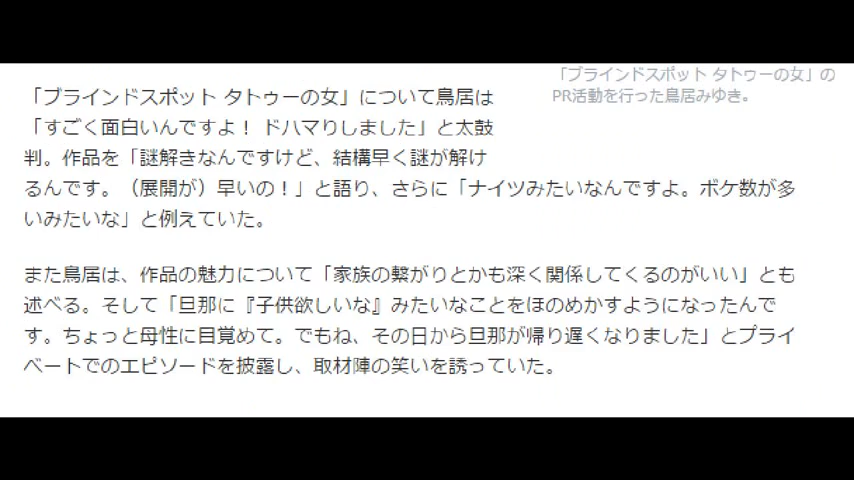 「ブラインドスポット タトゥーの女」の
PR活動を行った鳥居みゆき。
「ブラインドスポット タトゥーの女」について鳥居は
「すごく面白いんですよ！ ドハマりしました」と太鼓
判。作品を「謎解きなんですけど、結構早く謎が解け
るんです。（展開が）早いの！」と語り、さらに「ナイツみたいなんですよ。ボケ数が多
いみたいな」と例えていた。
また鳥居は、作品の魅力について「家族の繋がりとかも深く関係してくるのがいい」とも
述べる。そして「旦那に『子供欲しいな』みたいなことをほのめかすようになったんで
す。ちょっと母性に目覚めて。でもね、その日から旦那が帰り遅くなりました」とプライ
ベートでのエピソードを披露し、取材陣の笑いを誘っていた。